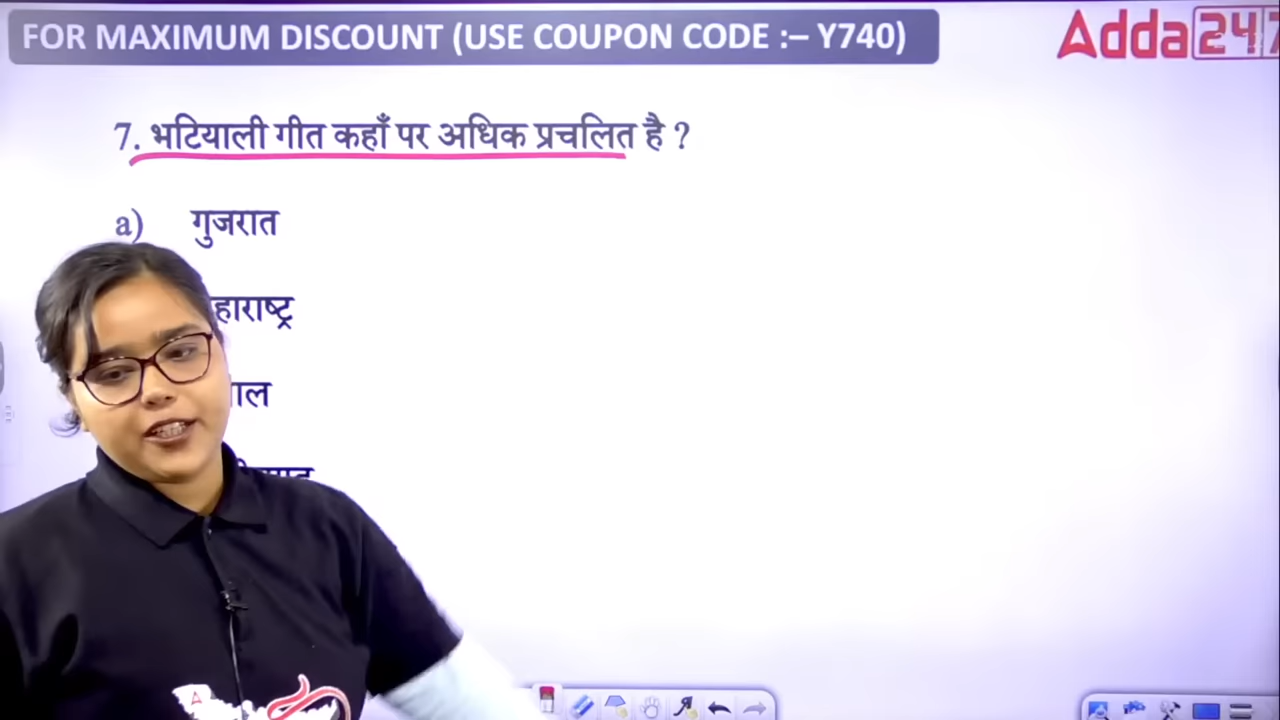 FOR MAXIMUM DISCOUNT (USE COUPON CODE :– Y740)
Adda247
7. भटियाली गीत कहाँ पर अधिक प्रचलित है ?
a) गुजरात